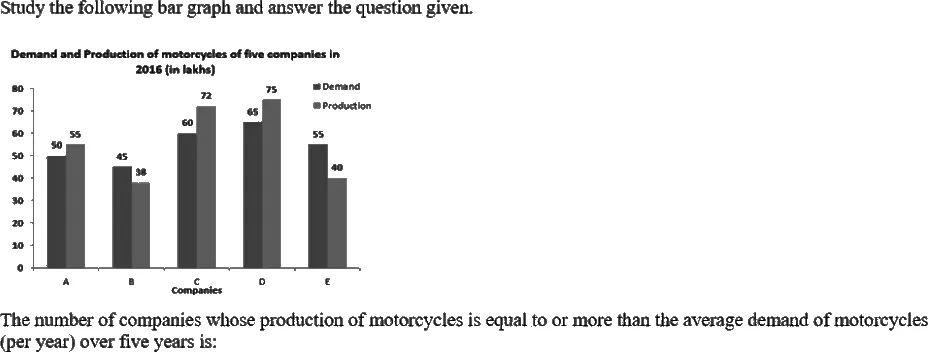 Study the following bar graph and answer the question given.
Demand and Production of motorcycles of five companies in
2016 (in lakhs)
80
70
60
50
40
30
20
10
0
50
55
45
38
60
72
65
75
55
40
Demand
Production
A
B
C
D
E
Companies
The number of companies whose production of motorcycles is equal to or more than the average demand of motorcycles
(per year) over five years is: